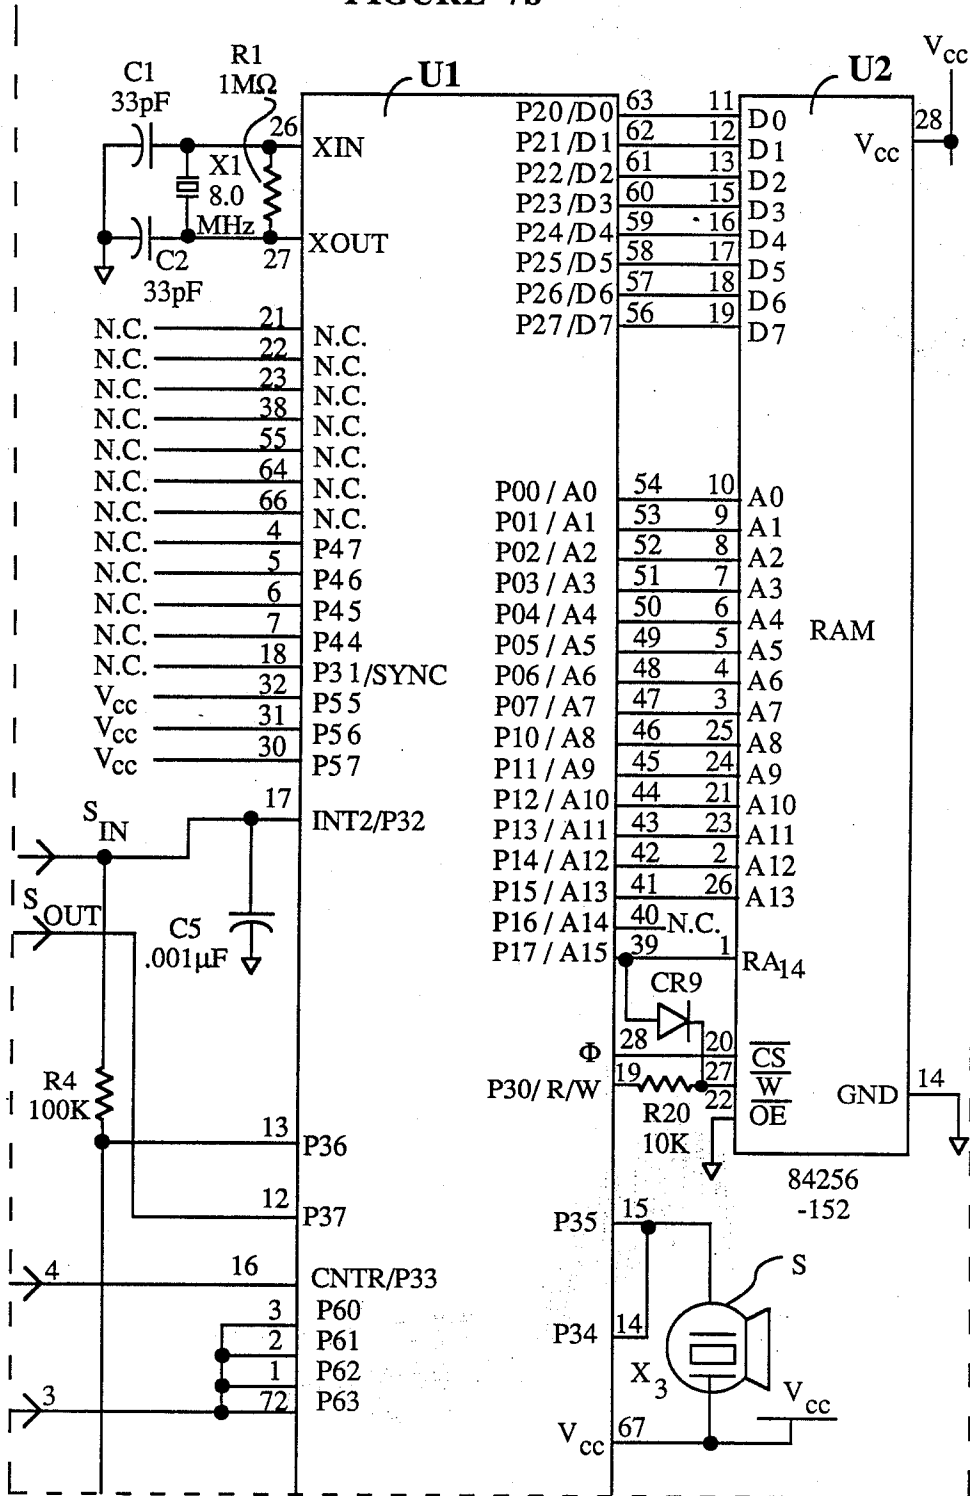 FIGURE 7b
C1
33pF
R1
1MΩ
U1
U2
Vcc
26
XIN
X1
8.0
MHz
XOUT
27
C2
33pF
P20/D0 63 11 D0
P21/D1 62 12 D1
P22/D2 61 13 D2
P23/D3 60 15 D3
P24/D4 59 16 D4
P25/D5 58 17 D5
P26/D6 57 18 D6
P27/D7 56 19 D7
Vcc 28
N.C. 21 N.C.
N.C. 22 N.C.
N.C. 23 N.C.
N.C. 38 N.C.
N.C. 55 N.C.
N.C. 64 N.C.
N.C. 66 N.C.
N.C. 4 P47
N.C. 5 P46
N.C. 6 P45
N.C. 7 P44
N.C. 18 P31/SYNC
Vcc 32 P55
Vcc 31 P56
Vcc 30 P57
P00/A0 54 10 A0
P01/A1 53 9 A1
P02/A2 52 8 A2
P03/A3 51 7 A3
P04/A4 50 6 A4
P05/A5 49 5 A5
P06/A6 48 4 A6
P07/A7 47 3 A7
P10/A8 46 25 A8
P11/A9 45 24 A9
P12/A10 44 21 A10
P13/A11 43 23 A11
P14/A12 42 2 A12
P15/A13 41 26 A13
P16/A14 40 N.C.
P17/A15 39 1 RA14
RAM
SIN
17 INT2/P32
SOUT
C5
.001µF
CR9
Φ 28 20 CS
P30/R/W 19 27 W
22 OE
R20
10K
GND 14
84256
-152
R4
100K
13 P36
12 P37
4 16 CNTR/P33
3 P60
2 P61
1 P62
3 72 P63
P35 15
P34 14
S
X3
Vcc
Vcc 67